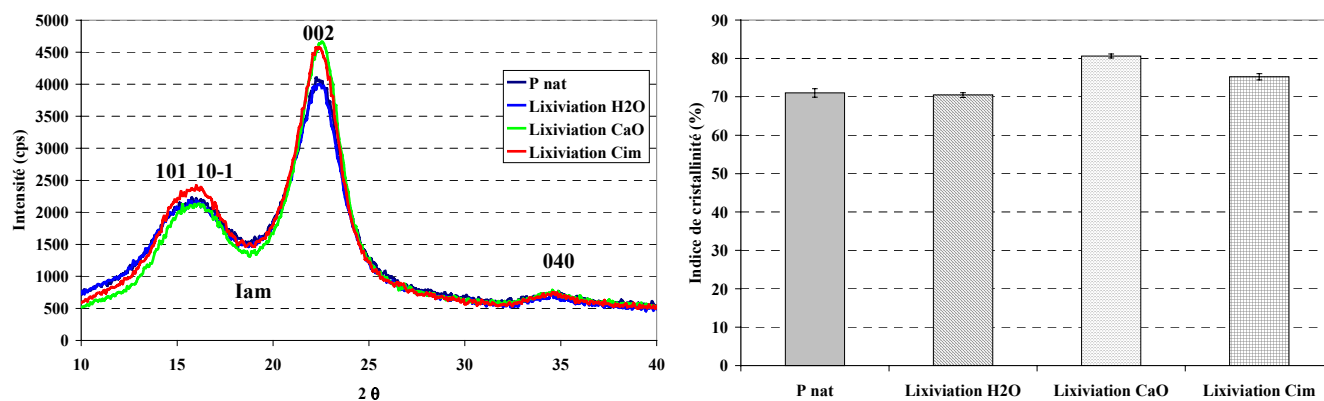 5000
4500
4000
3500
3000
2500
2000
1500
1000
500
0
Intensité (cps)
002
101 10-1
Iam
040
P nat
Lixiviation H2O
Lixiviation CaO
Lixiviation Cim
10 15 20 25 30 35 40
2 θ
90
80
70
60
50
40
30
20
10
0
Indice de cristallinité (%)
P nat Lixiviation H2O Lixiviation CaO Lixiviation Cim